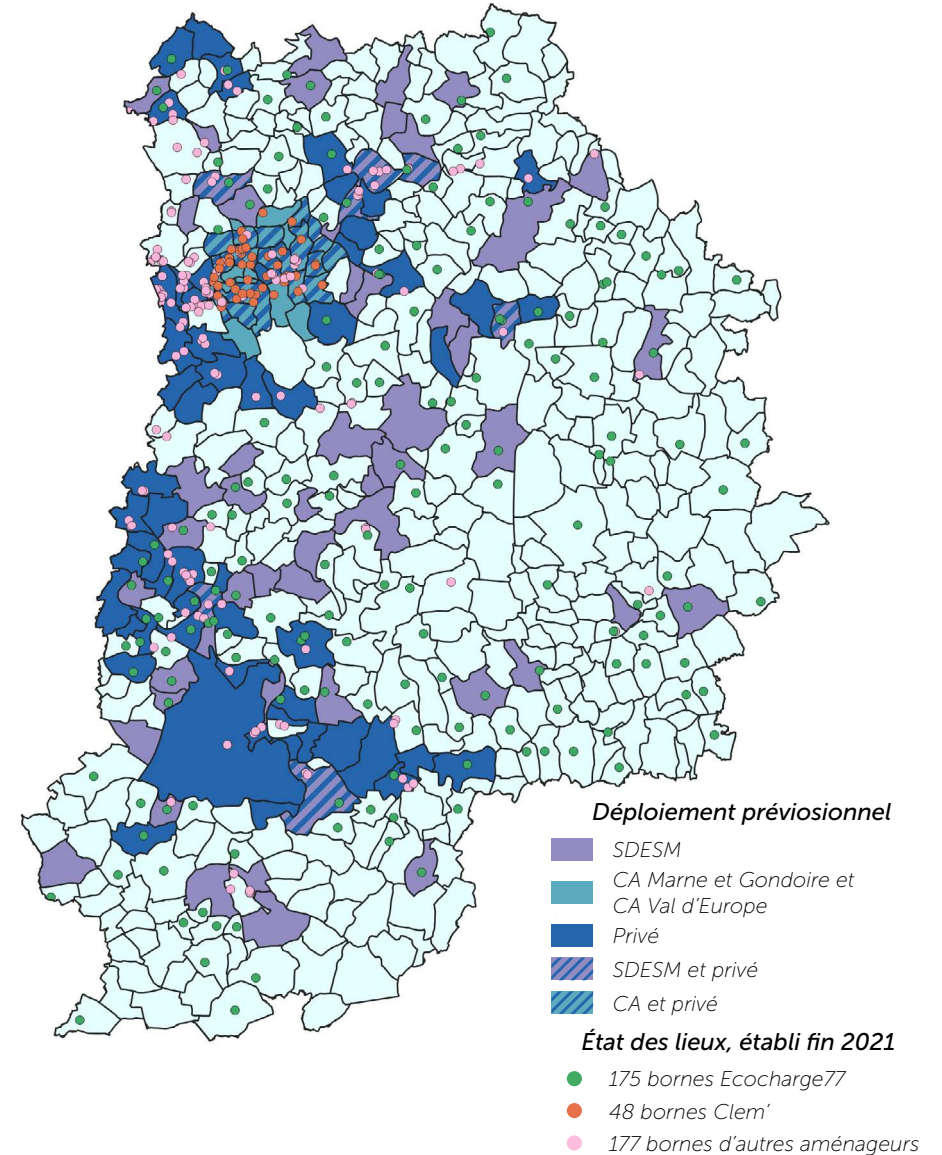 Déploiement préviosionnel
SDESM
CA Marne et Gondoire et
CA Val d'Europe
Privé
SDESM et privé
CA et privé
État des lieux, établi fin 2021
175 bornes Ecocharge77
48 bornes Clem'
177 bornes d'autres aménageurs